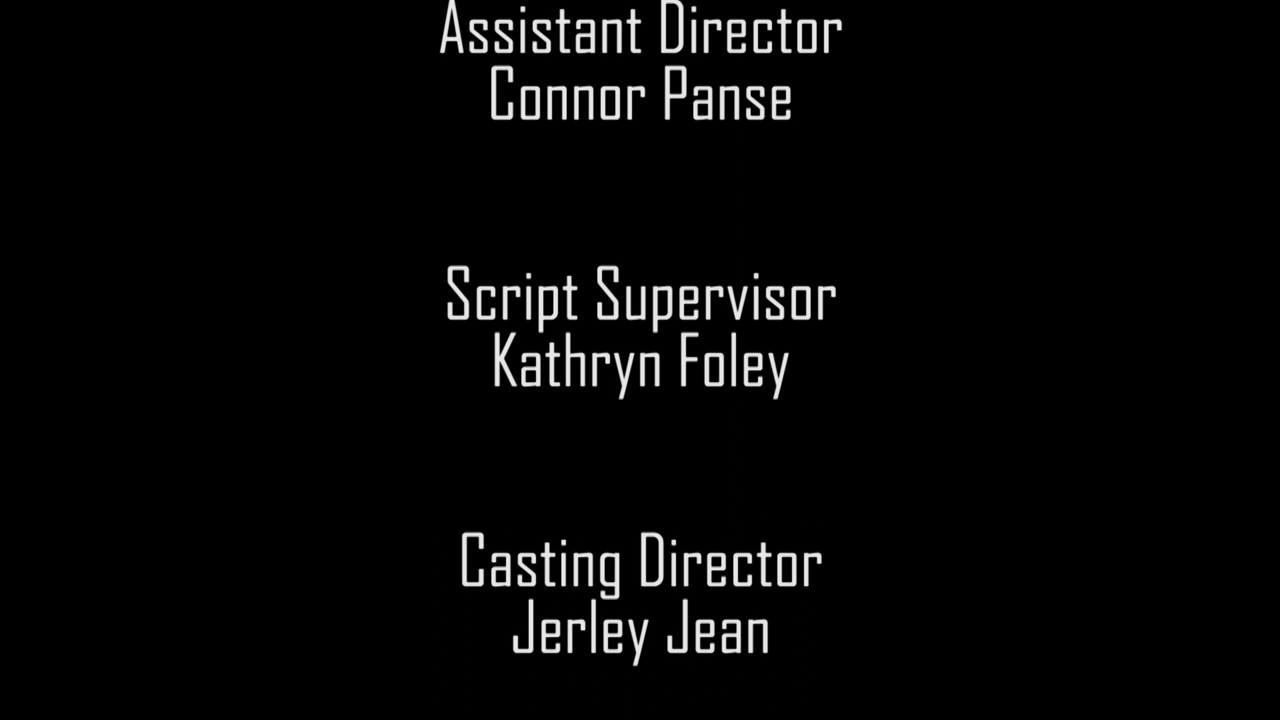 Assistant Director
Connor Panse
Script Supervisor
Kathryn Foley
Casting Director
Jerley Jean